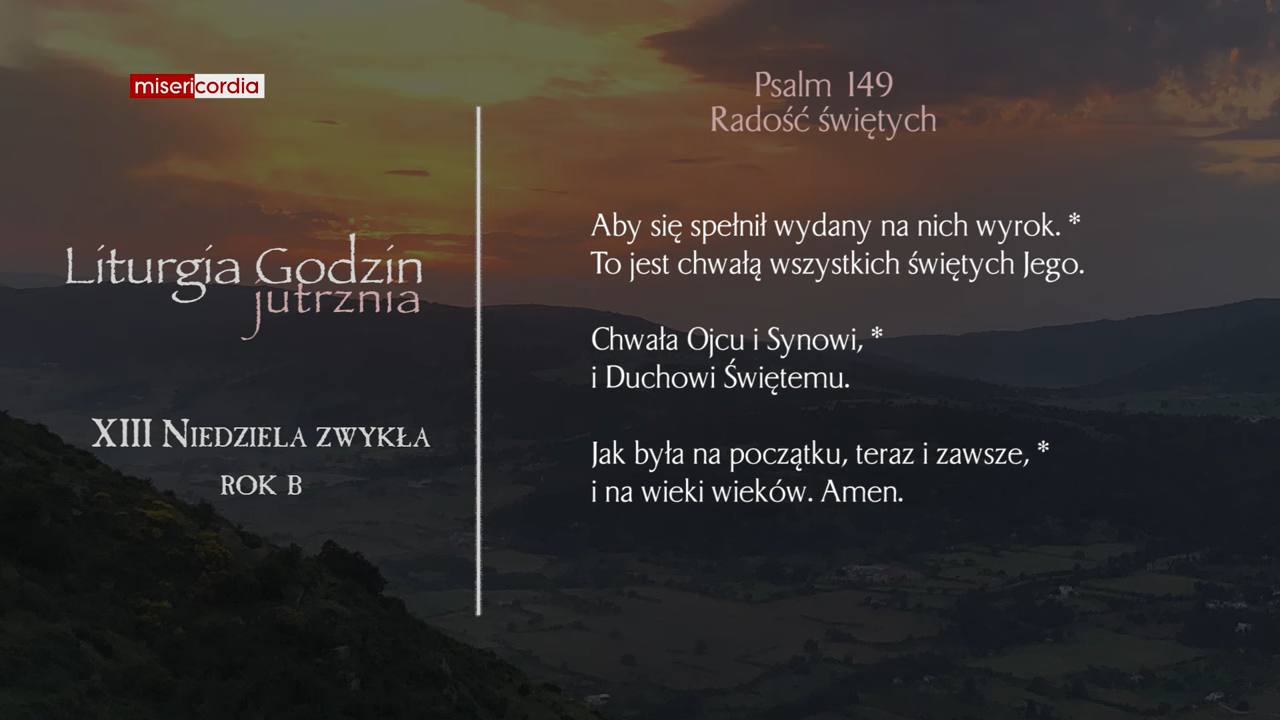 misericordia
Liturgia Godzin
jutrznia
XIII Niedziela zwykła
rok B
Psalm 149
Radość świętych
Aby się spełnił wydany na nich wyrok. *
To jest chwałą wszystkich świętych Jego.
Chwała Ojcu i Synowi, *
i Duchowi Świętemu.
Jak była na początku, teraz i zawsze, *
i na wieki wieków. Amen.